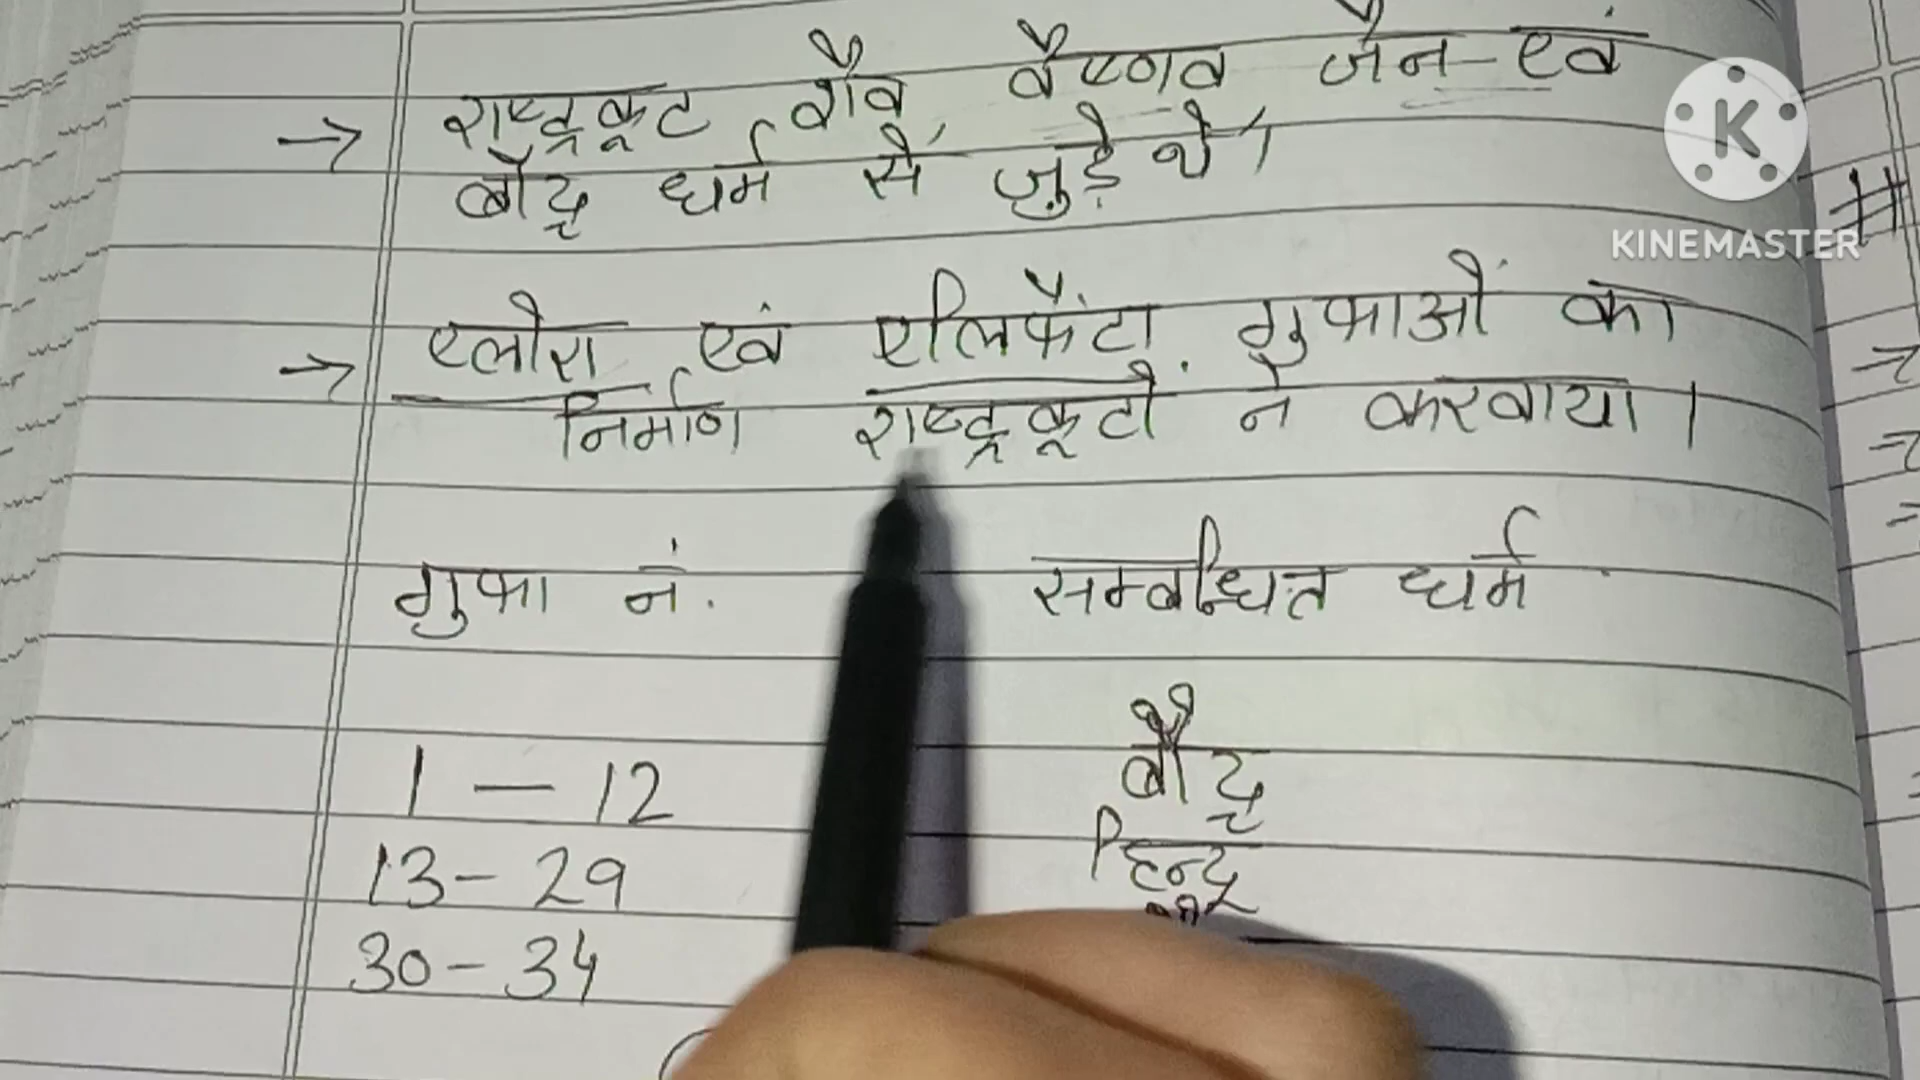 → राष्ट्रकूट शैव, वैष्णव, जैन एवं
बौद्ध धर्म से जुड़े थे।
KINEMASTER
#
→ एलोरा एवं एलिफैंटा गुफाओं का
निर्माण राष्ट्रकूटों ने करवाया।
गुफा नं. सम्बन्धित धर्म
1 — 12 बौद्ध
13 - 29 हिन्दू
30 - 34